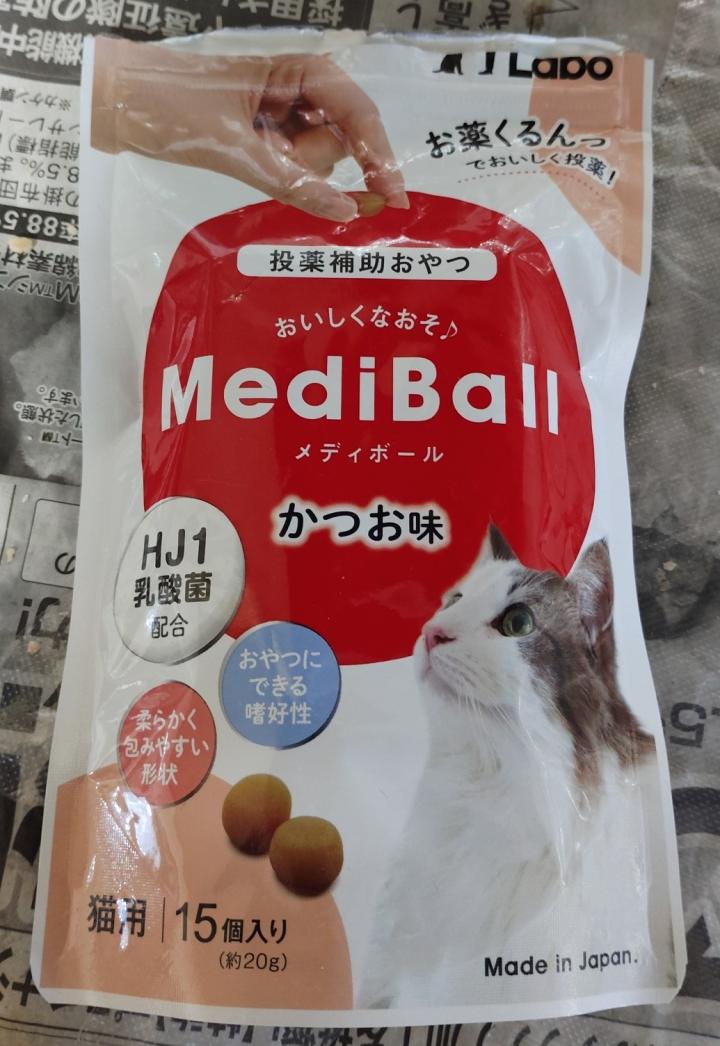 Labo
お薬くるんっ
でおいしく投薬!
投薬補助おやつ
おいしくなおそ♪
MediBall
メディボール
かつお味
HJ1
乳酸菌
配合
おやつに
できる
嗜好性
柔らかく
包みやすい
形状
猫用
15個入り
(約20g)
Made in Japan.